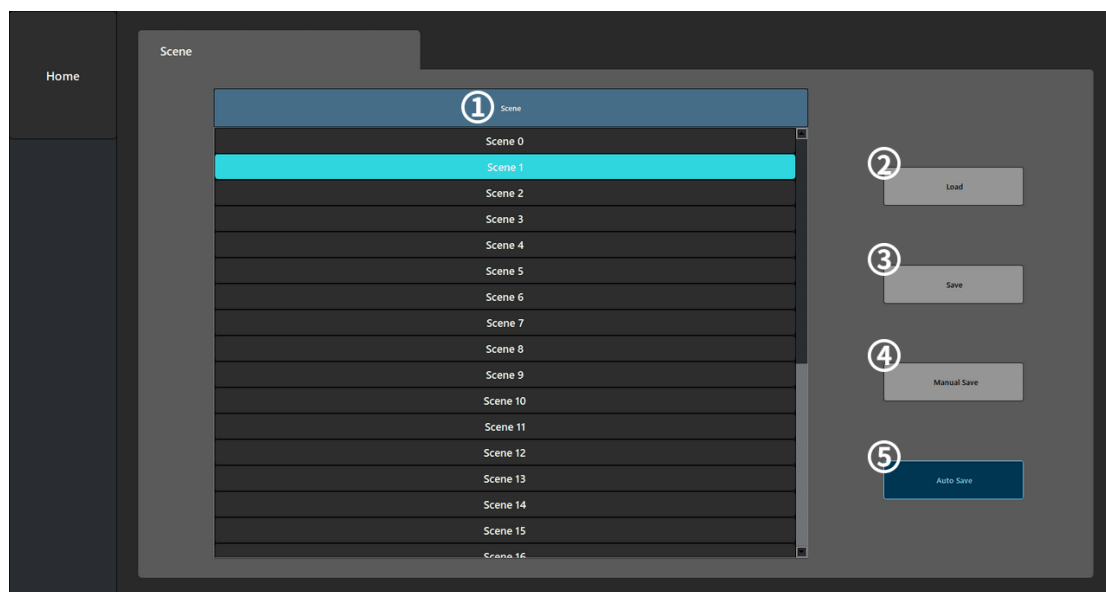 Home
Scene
① Scene
Scene 0
Scene 1
Scene 2
Scene 3
Scene 4
Scene 5
Scene 6
Scene 7
Scene 8
Scene 9
Scene 10
Scene 11
Scene 12
Scene 13
Scene 14
Scene 15
Scene 16
②
Load
③
Save
④
Manual Save
⑤
Auto Save